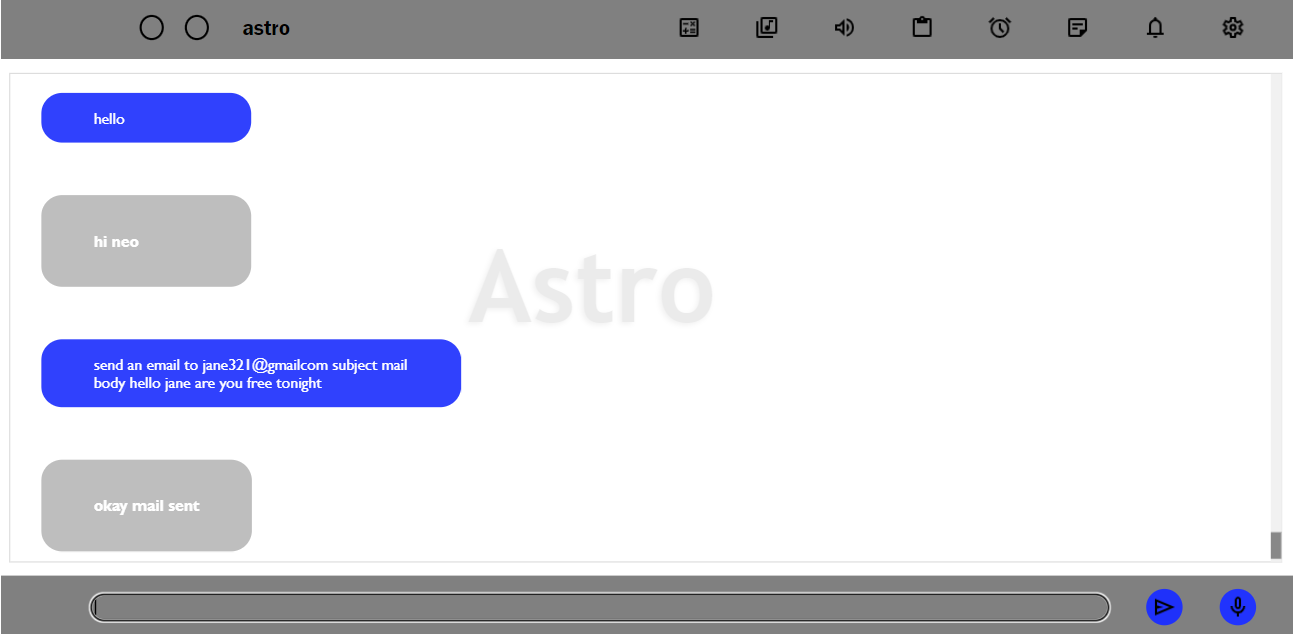 astro
hello
hi neo
Astro
send an email to jane321@gmailcom subject mail
body hello jane are you free tonight
okay mail sent